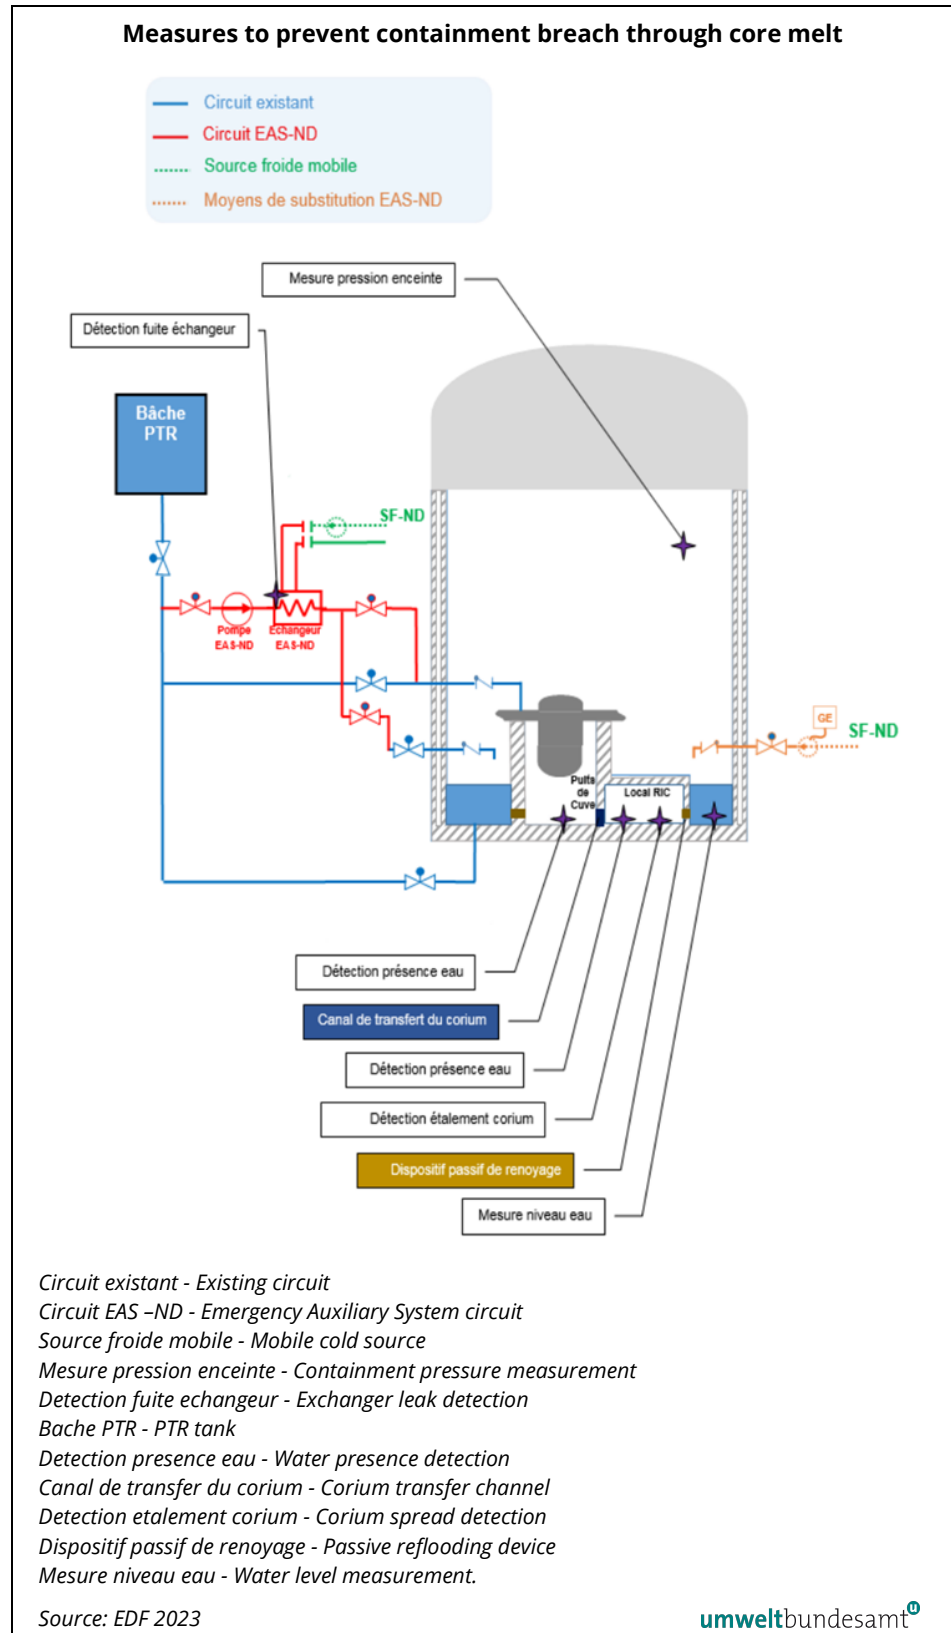 Measures to prevent containment breach through core melt
Circuit existant
Circuit EAS-ND
Source froide mobile
Moyens de substitution EAS-ND
Mesure pression enceinte
Détection fuite échangeur
Bâche
PTR
SF-ND
Pompe
EAS-ND
Echangeur
EAS-ND
GE
SF-ND
Puits
de
Cuve
Local RIC
Détection présence eau
Canal de transfert du corium
Détection présence eau
Détection étalement corium
Dispositif passif de renoyage
Mesure niveau eau
Circuit existant - Existing circuit
Circuit EAS –ND - Emergency Auxiliary System circuit
Source froide mobile - Mobile cold source
Mesure pression enceinte - Containment pressure measurement
Detection fuite echangeur - Exchanger leak detection
Bache PTR - PTR tank
Detection presence eau - Water presence detection
Canal de transfer du corium - Corium transfer channel
Detection etalement corium - Corium spread detection
Dispositif passif de renoyage - Passive reflooding device
Mesure niveau eau - Water level measurement.
Source: EDF 2023
umweltbundesamt u